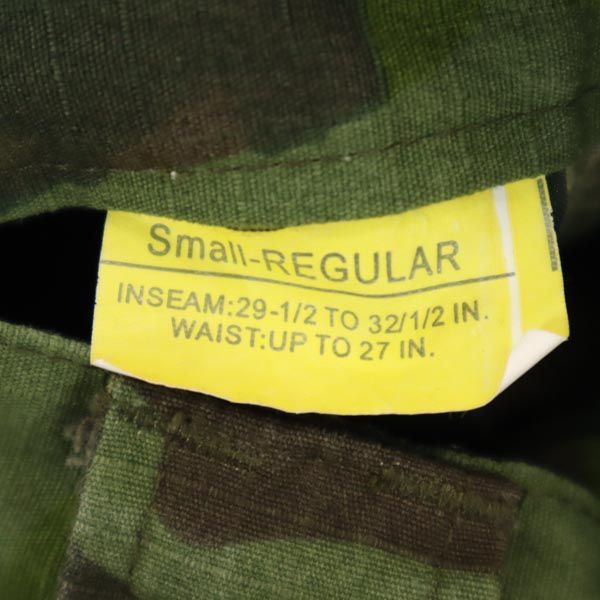 Small-REGULAR
INSEAM:29-1/2 TO 32/1/2 IN.
WAIST:UP TO 27 IN.